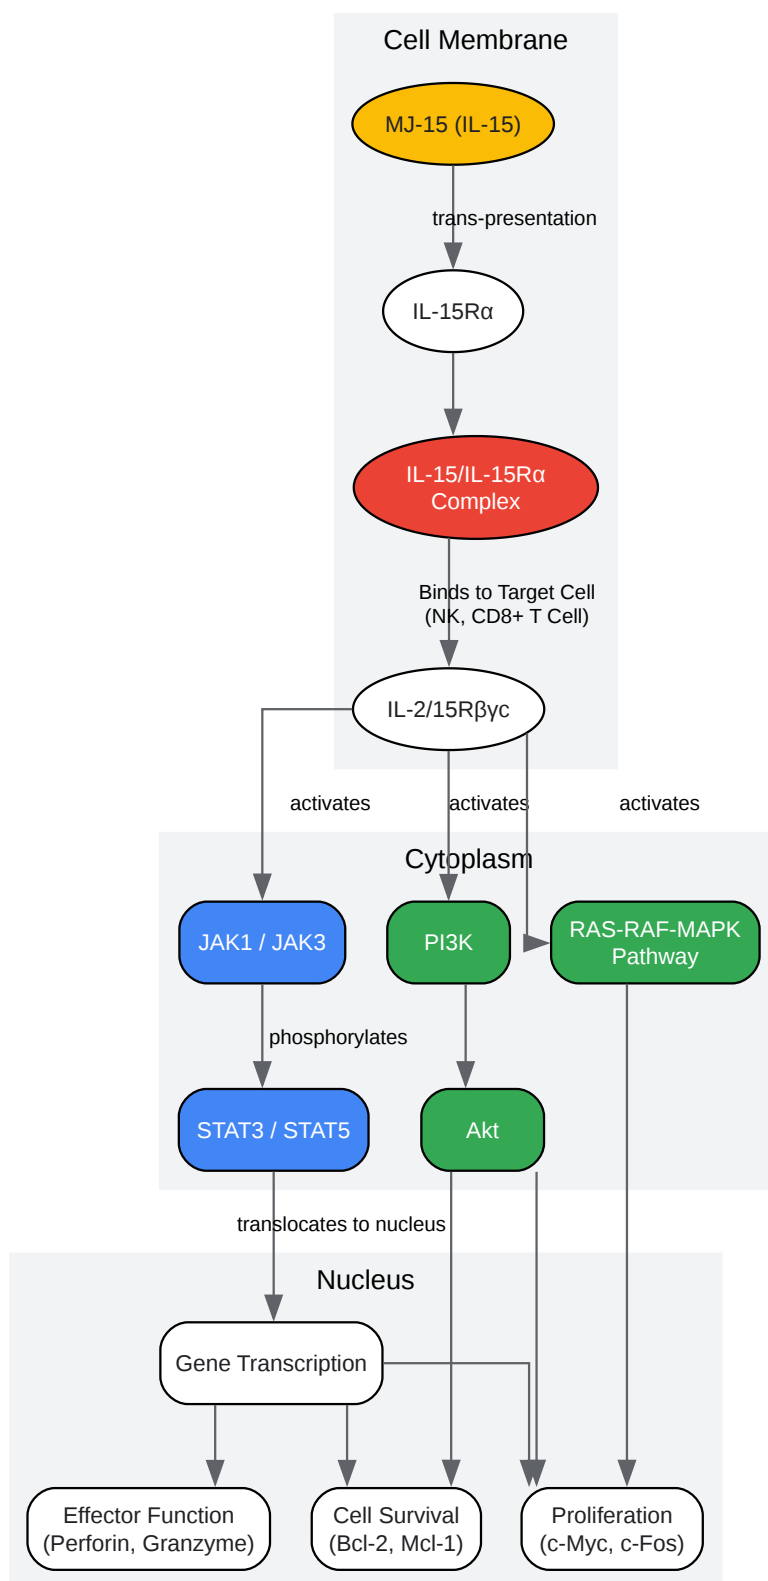 Cell Membrane
MJ-15 (IL-15)
trans-presentation
IL-15Rα
IL-15/IL-15Rα
Complex
Binds to Target Cell
(NK, CD8+ T Cell)
IL-2/15Rβγc
activates
activates
activates
Cytoplasm
JAK1 / JAK3
PI3K
RAS-RAF-MAPK
Pathway
phosphorylates
STAT3 / STAT5
Akt
translocates to nucleus
Nucleus
Gene Transcription
Effector Function
(Perforin, Granzyme)
Cell Survival
(Bcl-2, Mcl-1)
Proliferation
(c-Myc, c-Fos)